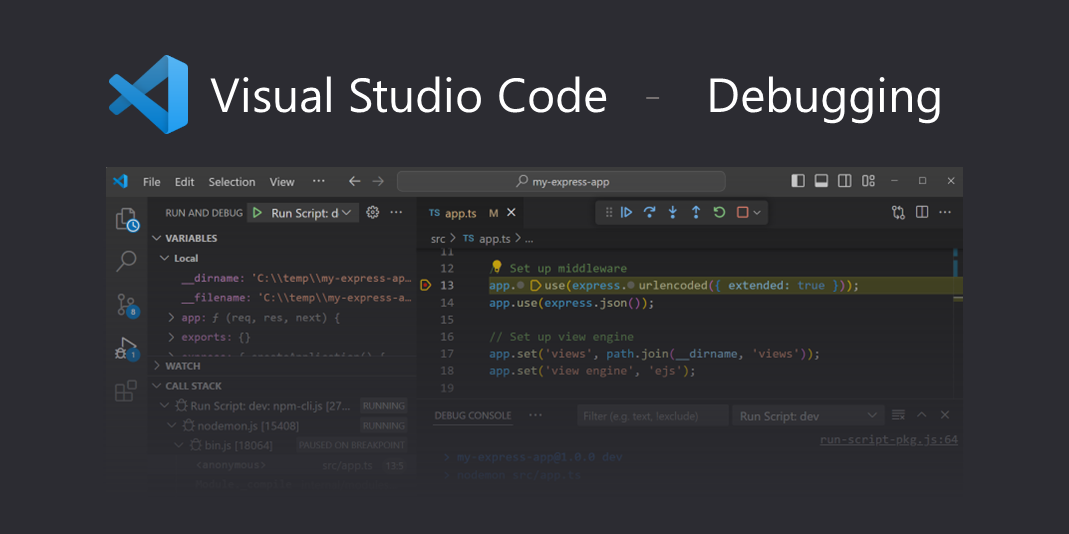 Visual Studio Code - Debugging
File Edit Selection View ··· my-express-app
RUN AND DEBUG Run Script: d ···
VARIABLES
Local
__dirname: 'C:\\temp\\my-express-ap…
__filename: 'C:\\temp\\my-express-a…
app: ƒ (req, res, next) {
exports: {}
WATCH
CALL STACK
Run Script: dev: npm-cli.js [27... RUNNING
nodemon.js [15408] RUNNING
bin.js [18064] PAUSED ON BREAKPOINT
<anonymous> src/app.ts 13:5
8
1
TS app.ts M
src > TS app.ts > ...
11
12 // Set up middleware
13 app.use(express.urlencoded({ extended: true }));
14 app.use(express.json());
15
16 // Set up view engine
17 app.set('views', path.join(__dirname, 'views'));
18 app.set('view engine', 'ejs');
19
DEBUG CONSOLE ··· Filter (e.g. text, !exclude) Run Script: dev
run-script-pkg.js:64
> my-express-app@1.0.0 dev
> nodemon src/app.ts